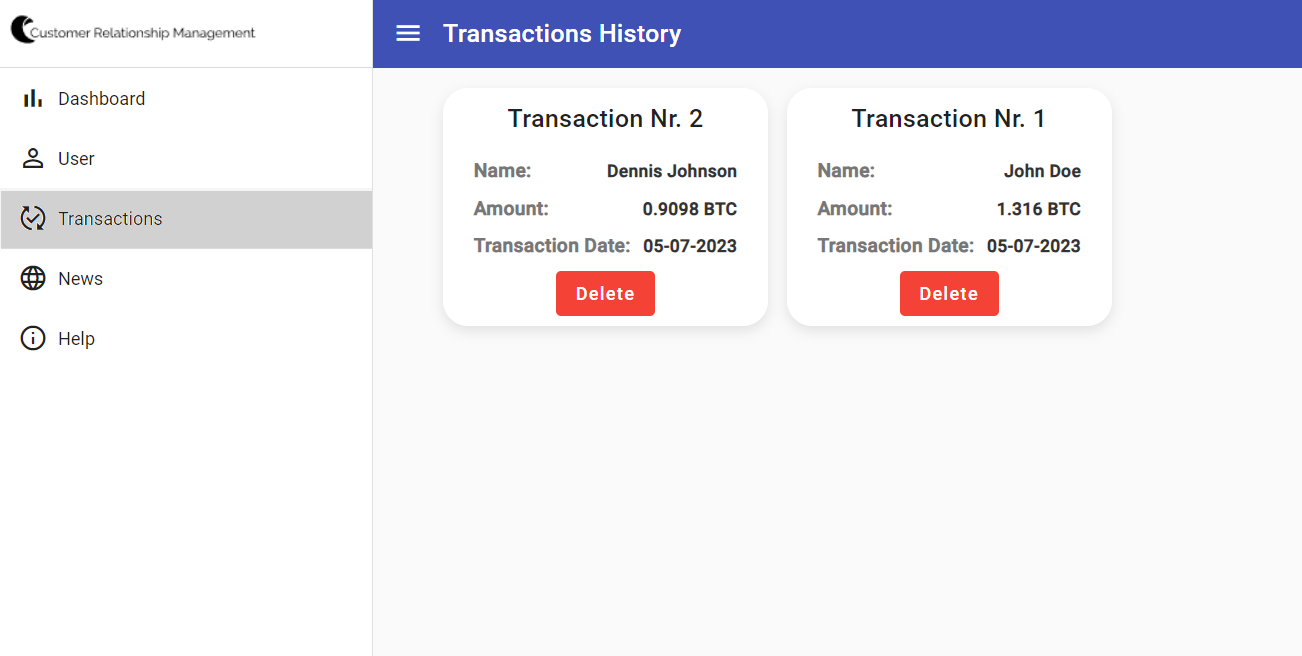 Customer Relationship Management
Dashboard
User
Transactions
News
Help
Transactions History
Transaction Nr. 2
Name: Dennis Johnson
Amount: 0.9098 BTC
Transaction Date: 05-07-2023
Delete
Transaction Nr. 1
Name: John Doe
Amount: 1.316 BTC
Transaction Date: 05-07-2023
Delete